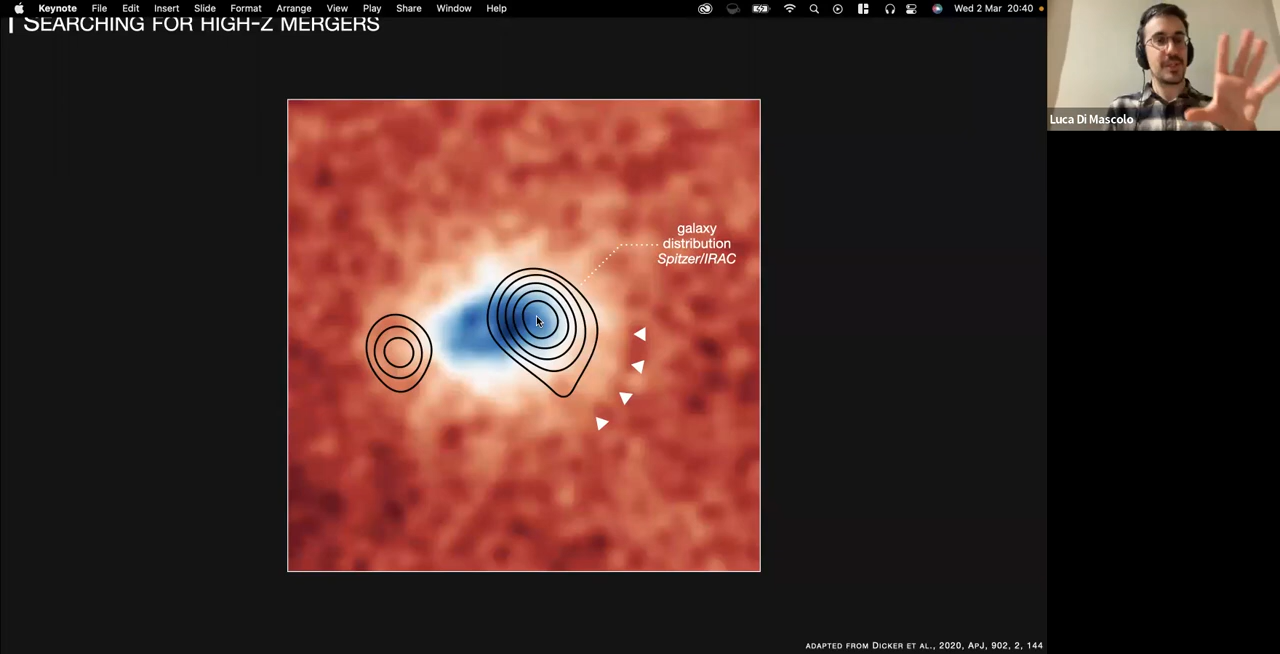 Keynote File Edit Insert Slide Format Arrange View Play Share Window Help Wed 2 Mar 20:40
| SEARCHING FOR HIGH-Z MERGERS
Luca Di Mascolo
galaxy
distribution
Spitzer/IRAC
ADAPTED FROM DICKER ET AL., 2020, APJ, 902, 2, 144